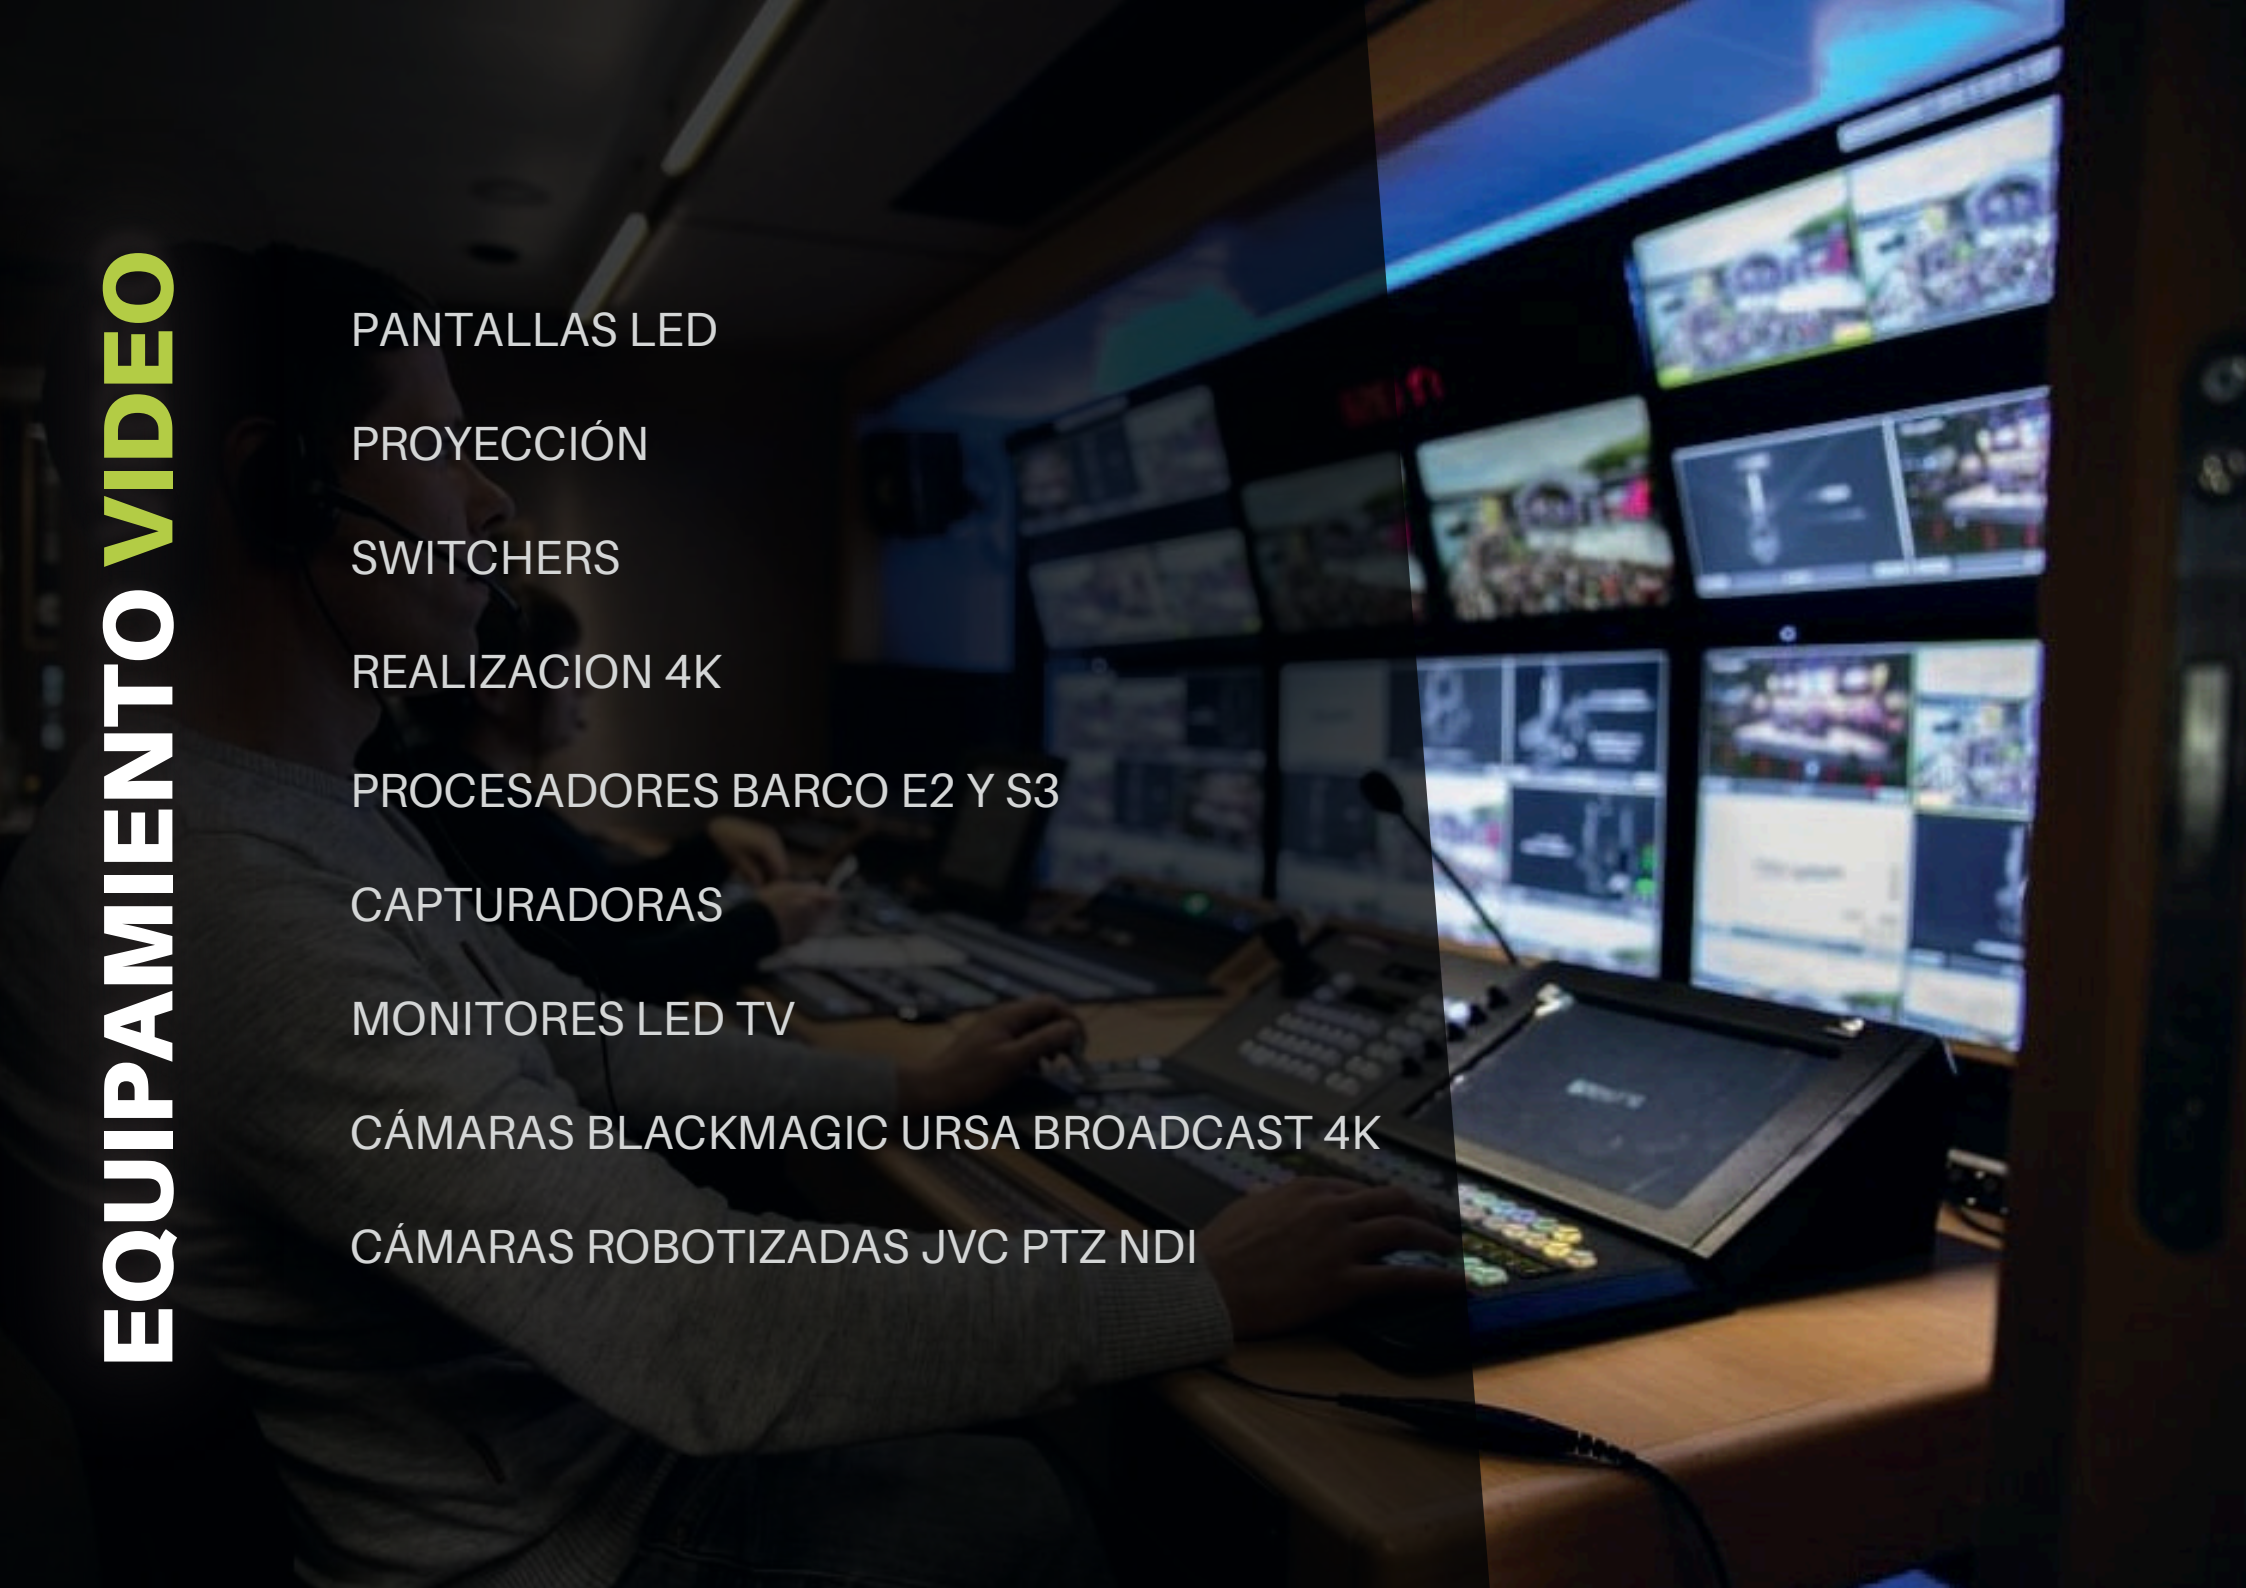 EQUIPAMIENTO VIDEO
PANTALLAS LED
PROYECCIÓN
SWITCHERS
REALIZACION 4K
PROCESADORES BARCO E2 Y S3
CAPTURADORAS
MONITORES LED TV
CÁMARAS BLACKMAGIC URSA BROADCAST 4K
CÁMARAS ROBOTIZADAS JVC PTZ NDI